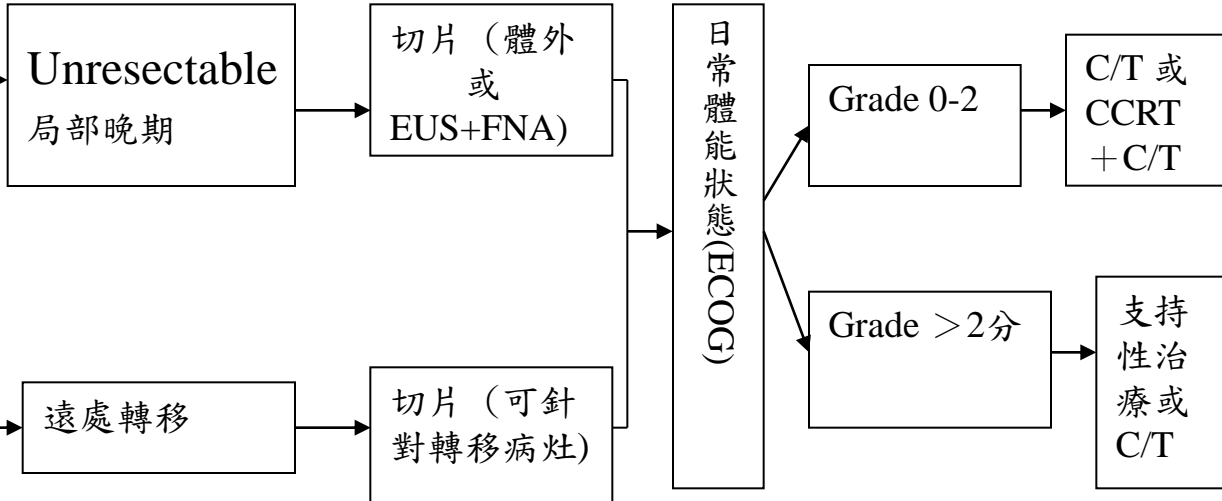 Unresectable
局部晚期
切片（體外
或
EUS+FNA)
日常體能狀態(ECOG)
Grade 0-2
C/T 或
CCRT
＋C/T
Grade ＞2分
支持
性治
療或
C/T
遠處轉移
切片（可針
對轉移病灶)